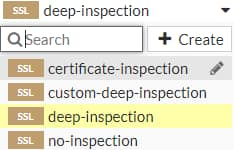 SSL deep-inspection
Search + Create
SSL certificate-inspection
SSL custom-deep-inspection
SSL deep-inspection
SSL no-inspection